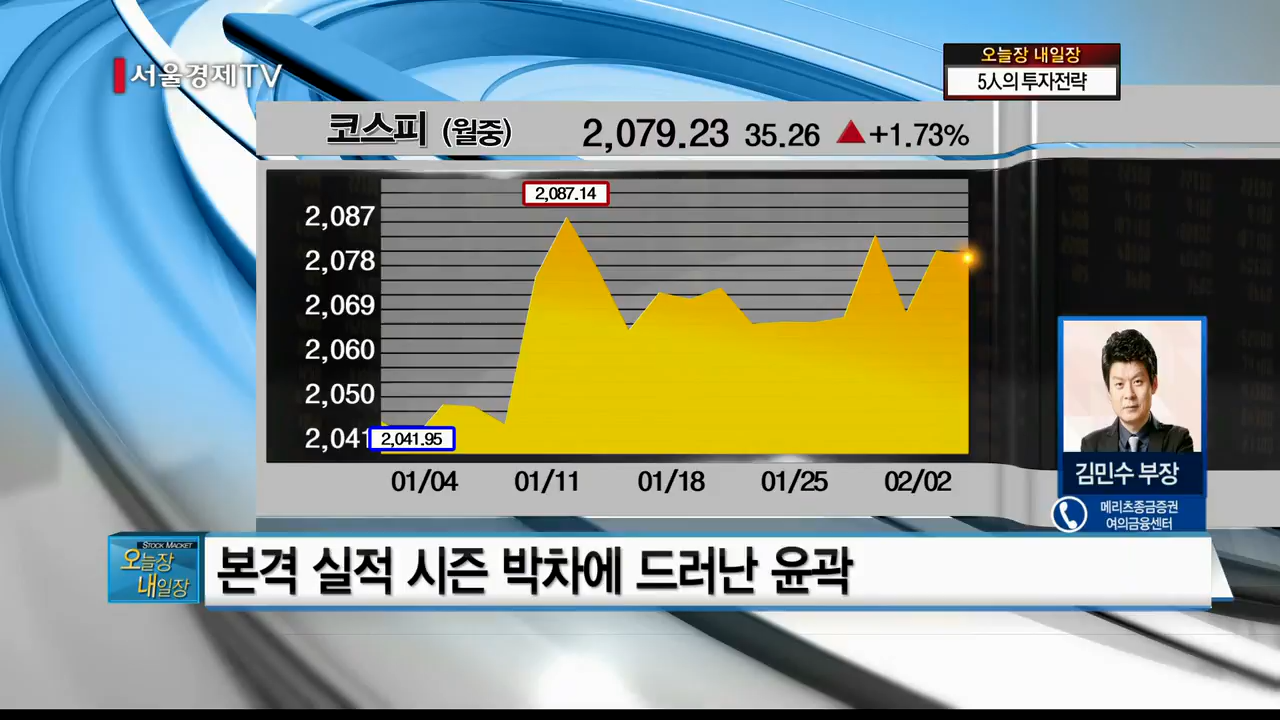 서울경제TV
오늘장 내일장
5人의 투자전략
코스피 (월중) 2,079.23 35.26 ▲+1.73%
2,087.14
2,087
2,078
2,069
2,060
2,050
2,041
2,041.95
01/04 01/11 01/18 01/25 02/02
김민수 부장
메리츠종금증권
여의금융센터
STOCK MACKET
오늘장
내일장
본격 실적 시즌 박차에 드러난 윤곽